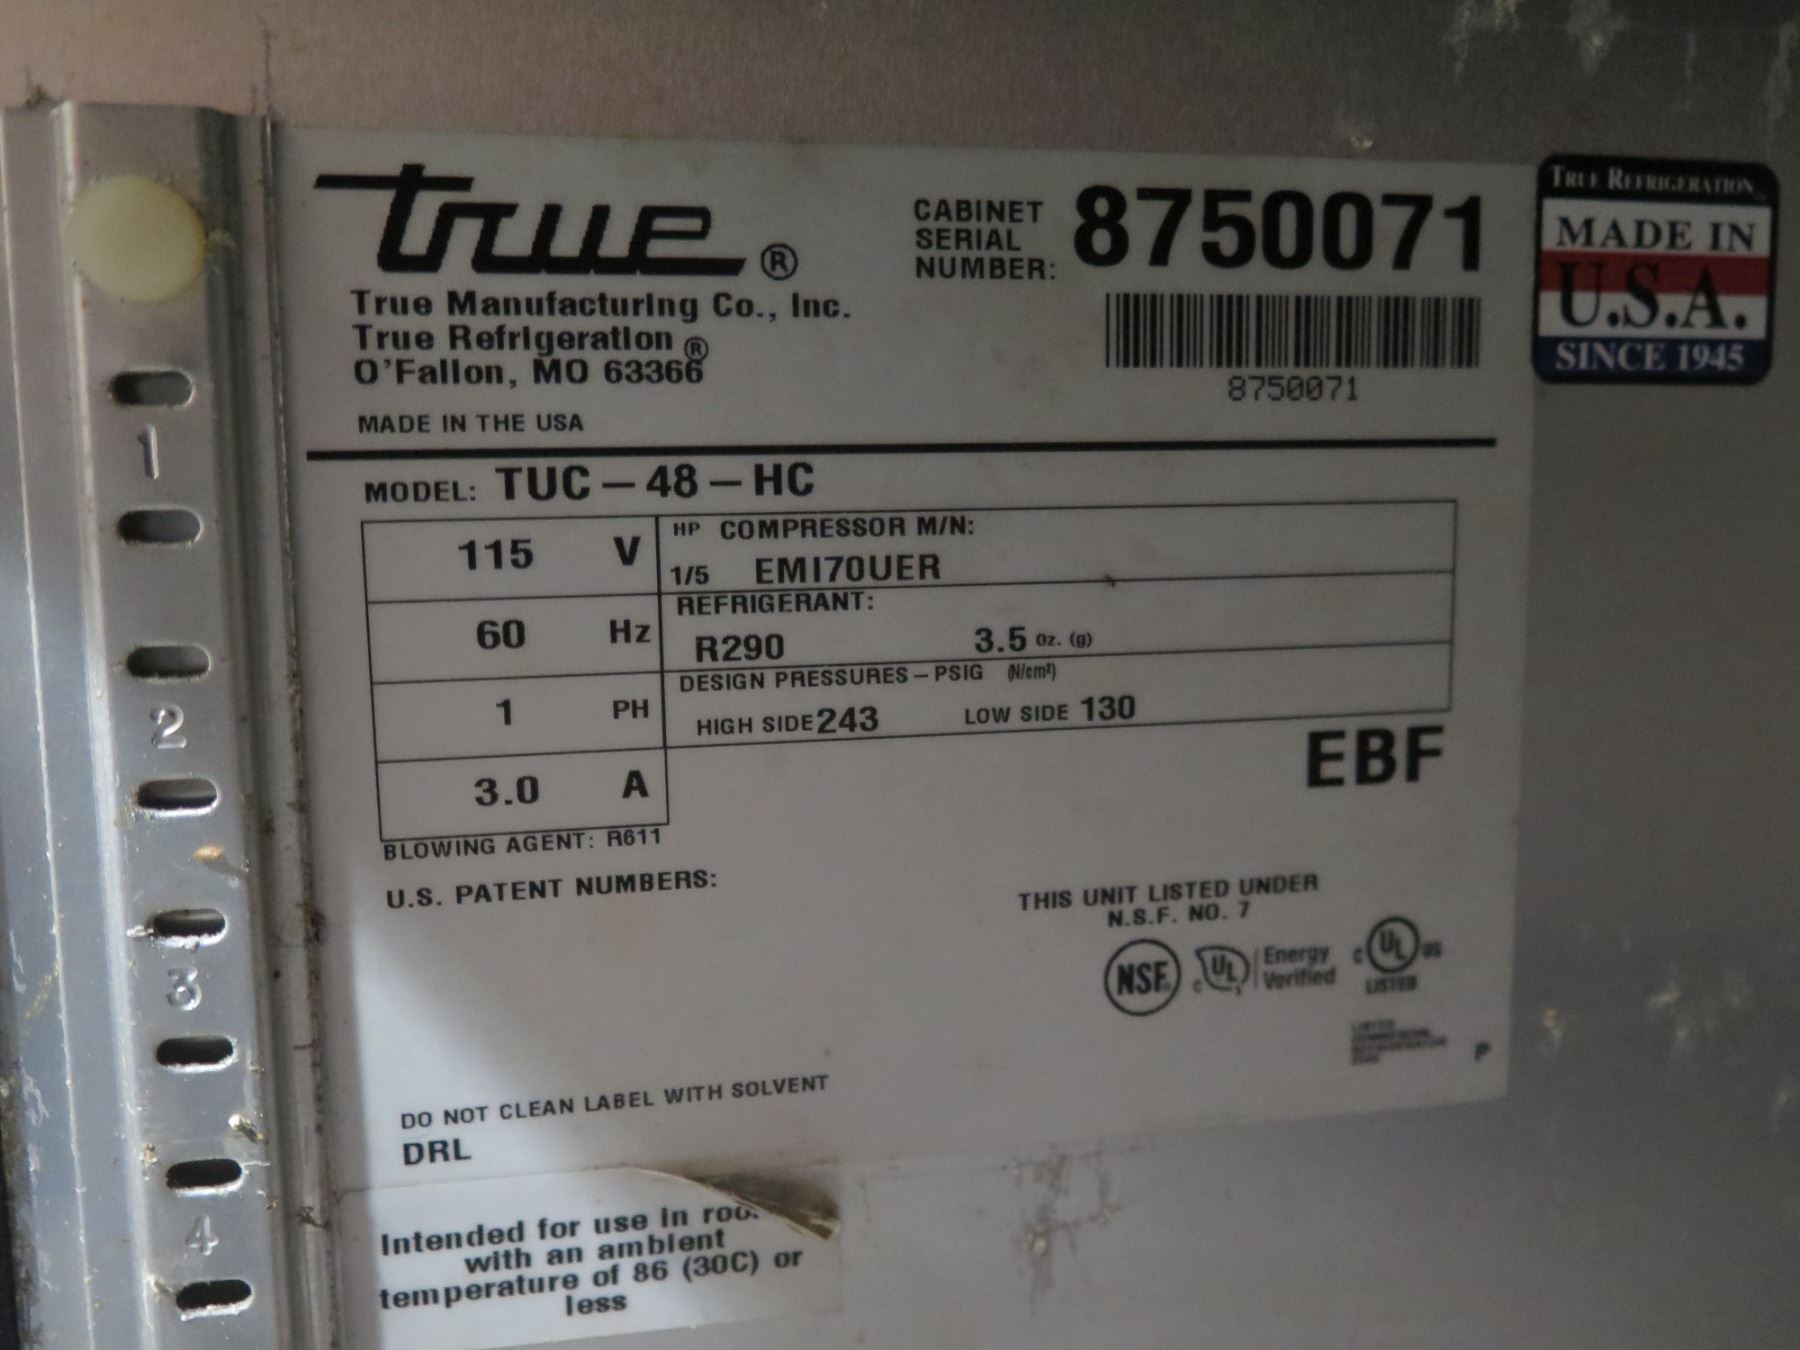 true ®
True Manufacturing Co., Inc.
True Refrigeration ®
O'Fallon, MO 63366
MADE IN THE USA
CABINET
SERIAL
NUMBER: 8750071
8750071
TRUE REFRIGERATION
MADE IN
U.S.A.
SINCE 1945
MODEL: TUC-48-HC
115 V
60 Hz
1 PH
3.0 A
HP COMPRESSOR M/N:
1/5 EMI70UER
REFRIGERANT:
R290 3.5 oz. (g)
DESIGN PRESSURES-PSIG (N/cm²)
HIGH SIDE 243 LOW SIDE 130
EBF
BLOWING AGENT: R611
U.S. PATENT NUMBERS:
THIS UNIT LISTED UNDER
N.S.F. NO. 7
NSF
c UL us
Energy
Verified
c UL us
LISTED
P
DO NOT CLEAN LABEL WITH SOLVENT
DRL
Intended for use in
with an ambient
temperature of 86 (30C) or
less
1
2
3
4